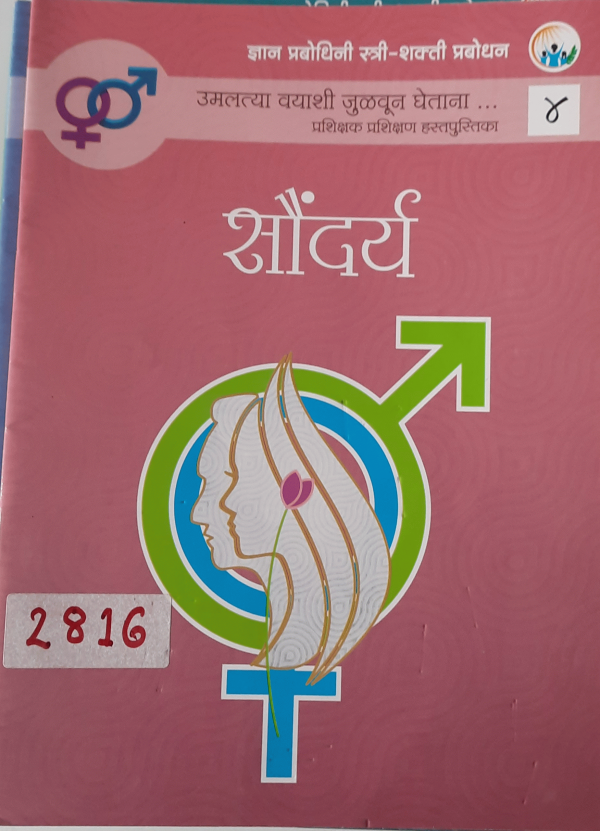 ज्ञान प्रबोधिनी स्त्री-शक्ती प्रबोधन
उमलत्या वयाशी जुळवून घेताना ...
प्रशिक्षक प्रशिक्षण हस्तपुस्तिका
४
सौंदर्य
2816